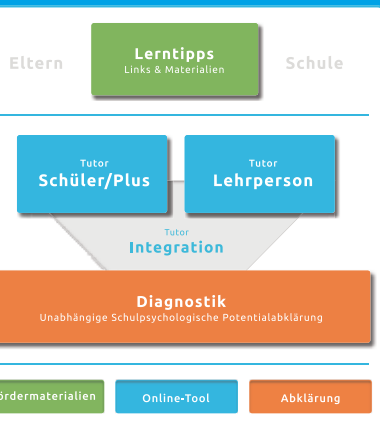 Eltern
Lerntipps
Links & Materialien
Schule
Tutor
Schüler/Plus
Tutor
Lehrperson
Tutor
Integration
Diagnostik
Unabhängige Schulpsychologische Potentialabklärung
ördermaterialien
Online-Tool
Abklärung